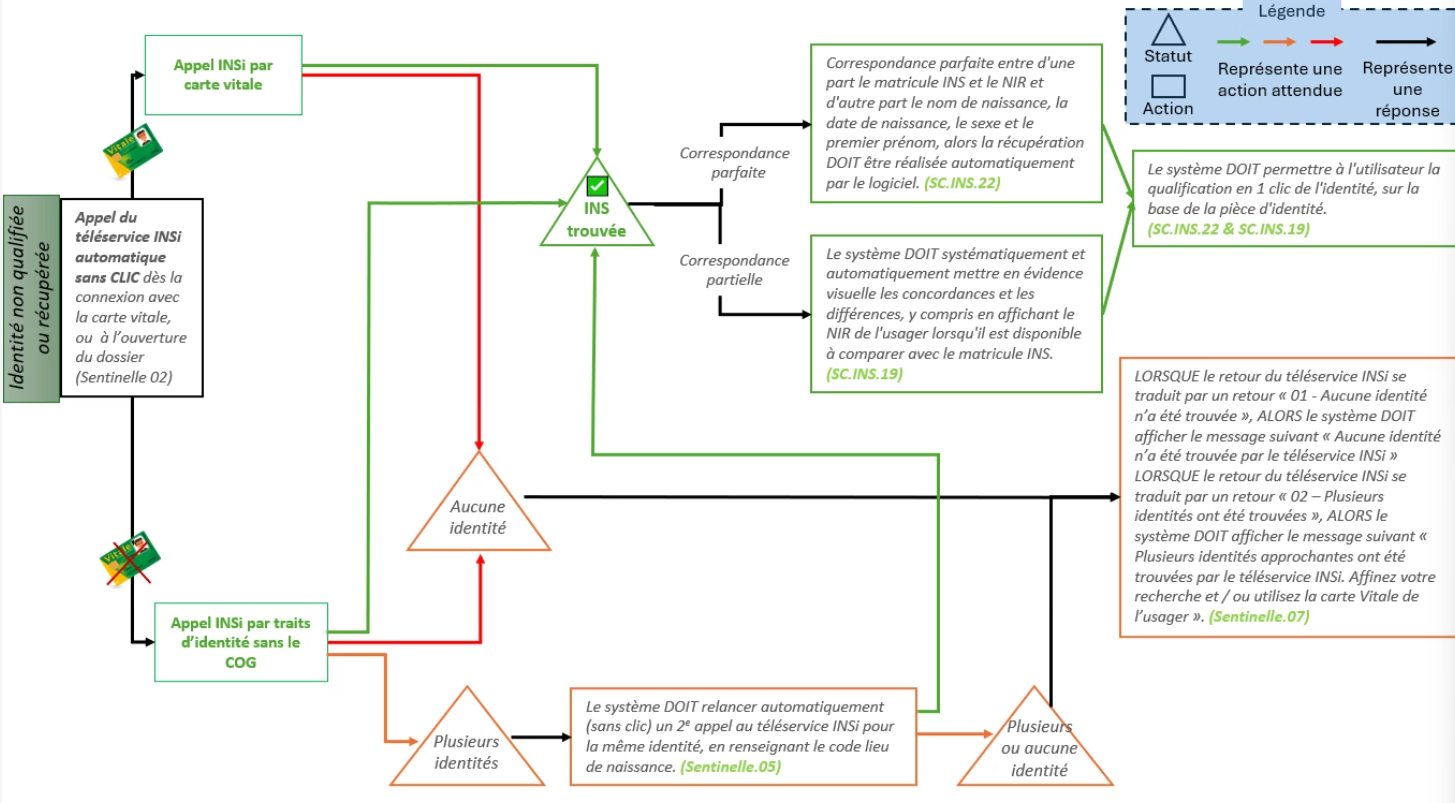 Légende
Statut
Action
Représente une
action attendue
Représente
une
réponse
Identité non qualifiée
ou récupérée
Appel du
téléservice INSi
automatique
sans CLIC dès la
connexion avec
la carte vitale,
ou à l'ouverture
du dossier
(Sentinelle 02)
Appel INSi par
carte vitale
Vitale
Vitale
Appel INSi par traits
d'identité sans le
COG
INS
trouvée
Correspondance
parfaite
Correspondance
partielle
Correspondance parfaite entre d'une
part le matricule INS et le NIR et
d'autre part le nom de naissance, la
date de naissance, le sexe et le
premier prénom, alors la récupération
DOIT être réalisée automatiquement
par le logiciel. (SC.INS.22)
Le système DOIT systématiquement et
automatiquement mettre en évidence
visuelle les concordances et les
différences, y compris en affichant le
NIR de l'usager lorsqu'il est disponible
à comparer avec le matricule INS.
(SC.INS.19)
Le système DOIT permettre à l'utilisateur la
qualification en 1 clic de l'identité, sur la
base de la pièce d'identité.
(SC.INS.22 & SC.INS.19)
Aucune
identité
LORSQUE le retour du téléservice INSi se
traduit par un retour « 01 - Aucune identité
n'a été trouvée », ALORS le système DOIT
afficher le message suivant « Aucune identité
n'a été trouvée par le téléservice INSi »
LORSQUE le retour du téléservice INSi se
traduit par un retour « 02 – Plusieurs
identités ont été trouvées », ALORS le
système DOIT afficher le message suivant «
Plusieurs identités approchantes ont été
trouvées par le téléservice INSi. Affinez votre
recherche et / ou utilisez la carte Vitale de
l'usager ». (Sentinelle.07)
Plusieurs
identités
Le système DOIT relancer automatiquement
(sans clic) un 2e appel au téléservice INSi pour
la même identité, en renseignant le code lieu
de naissance. (Sentinelle.05)
Plusieurs
ou aucune
identité